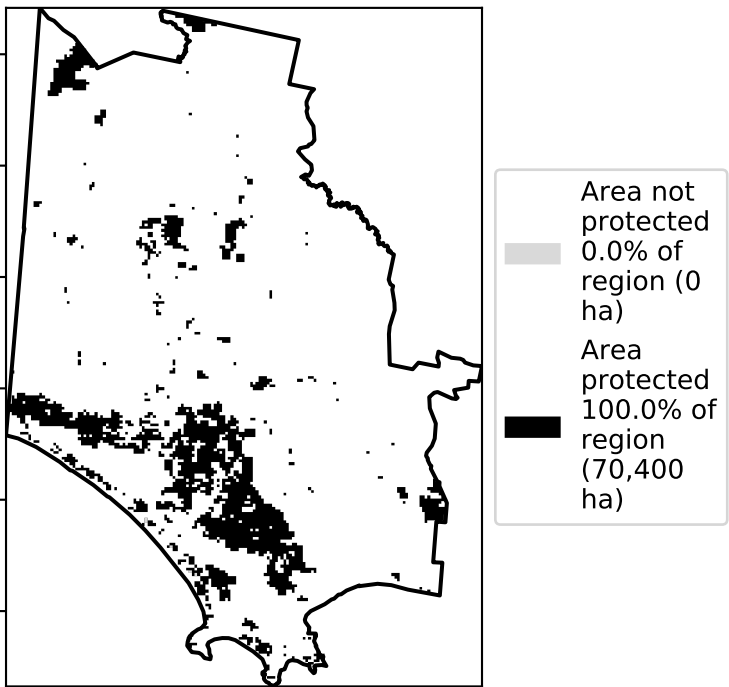 Area not
protected
0.0% of
region (0
ha)
Area
protected
100.0% of
region
(70,400
ha)